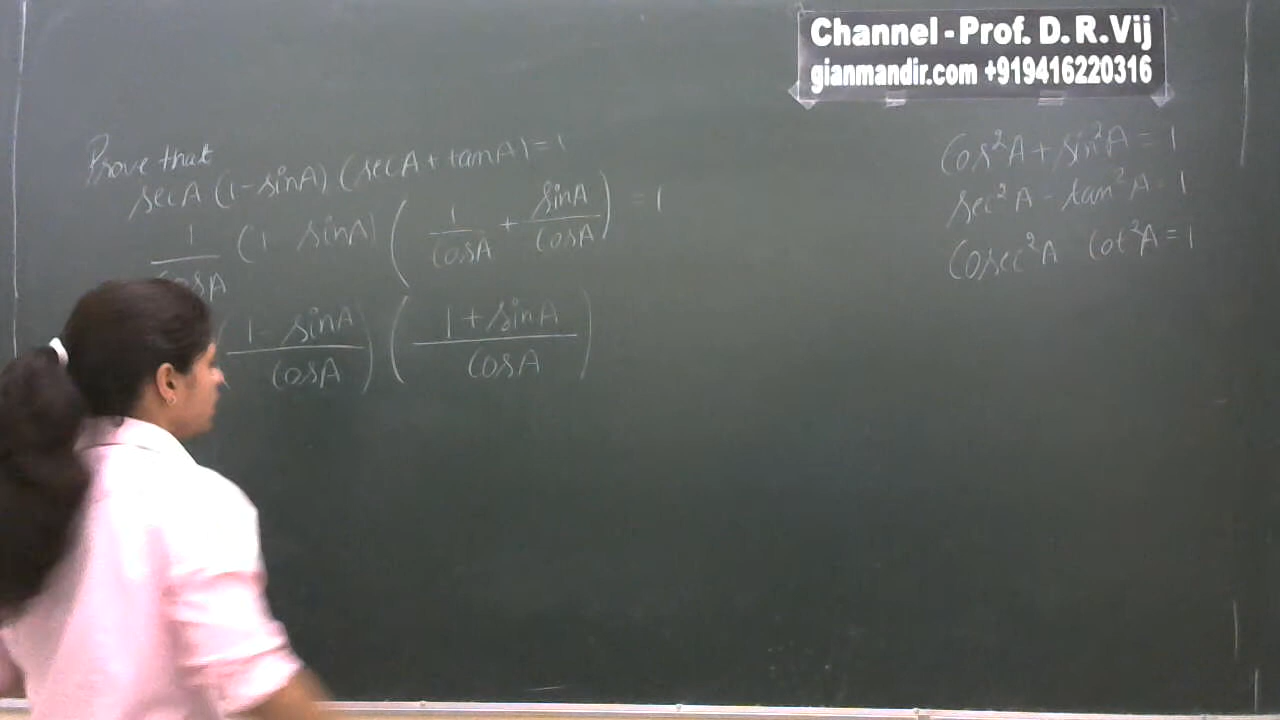 Channel - Prof. D. R. Vij
gianmandir.com +919416220316
Prove that
secA (1-sinA) (secA + tanA) = 1
1/CosA (1 sinA) ( 1/CosA + sinA/CosA ) = 1
( 1 - sinA / CosA ) ( 1 + sinA / CosA )
Cos²A + sin²A = 1
sec²A - tan²A = 1
Cosec²A Cot²A = 1